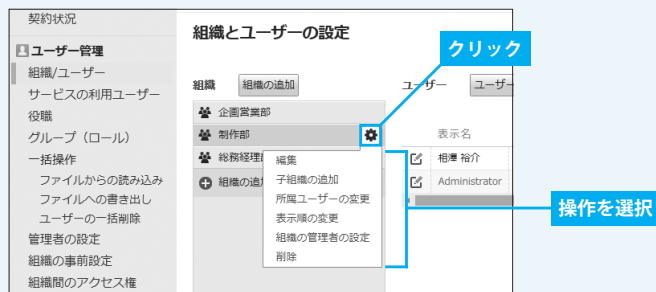 契約状況
ユーザー管理
組織/ユーザー
サービスの利用ユーザー
役職
グループ（ロール）
一括操作
ファイルからの読み込み
ファイルへの書き出し
ユーザーの一括削除
管理者の設定
組織の事前設定
組織間のアクセス権
組織とユーザーの設定
クリック
組織 組織の追加
企画営業部
制作部
総務経理
組織の追
編集
子組織の追加
所属ユーザーの変更
表示順の変更
組織の管理者の設定
削除
ユーザー ユーザー
表示名
相澤 裕介
Administrator
操作を選択